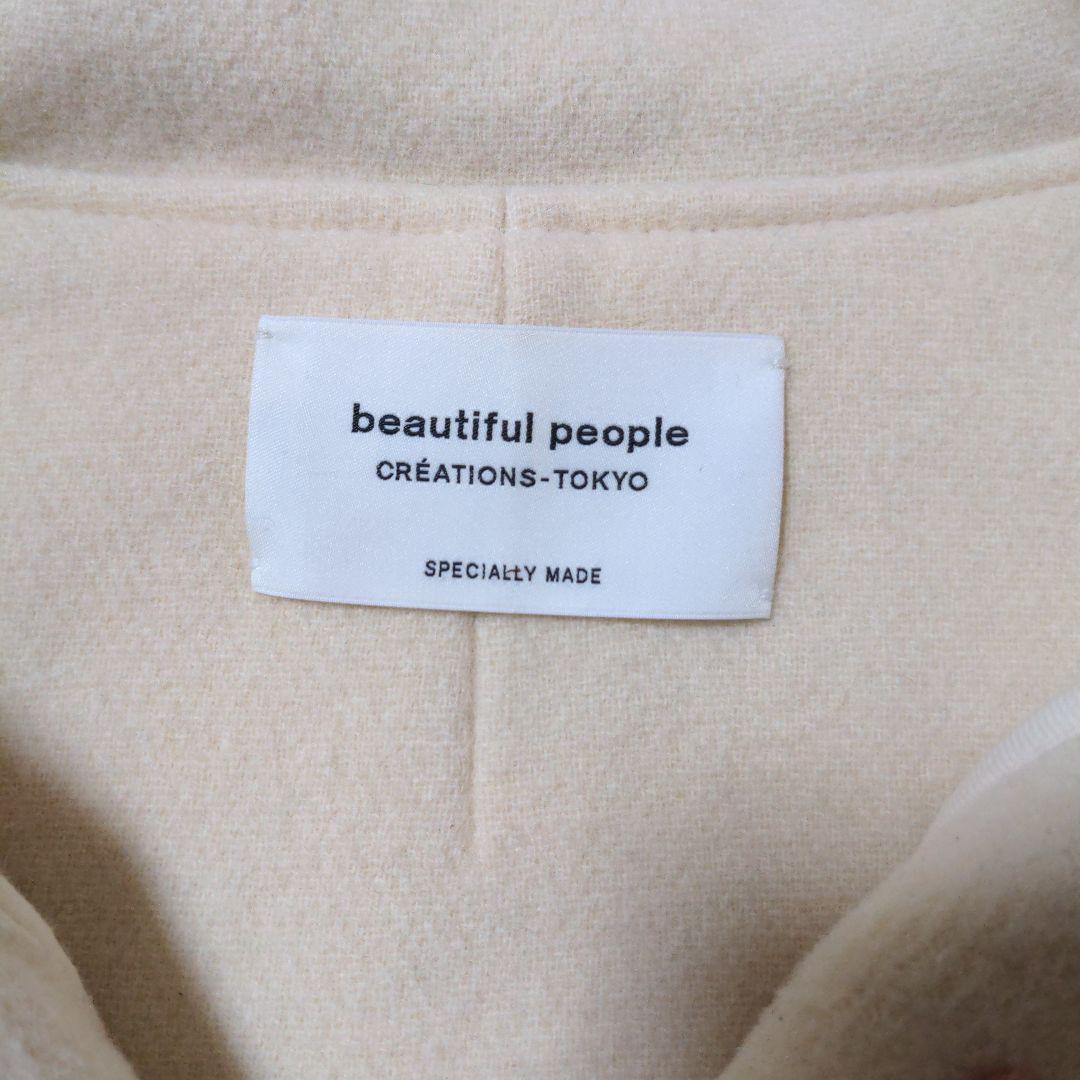 beautiful people
CRÉATIONS-TOKYO
SPECIALLY MADE